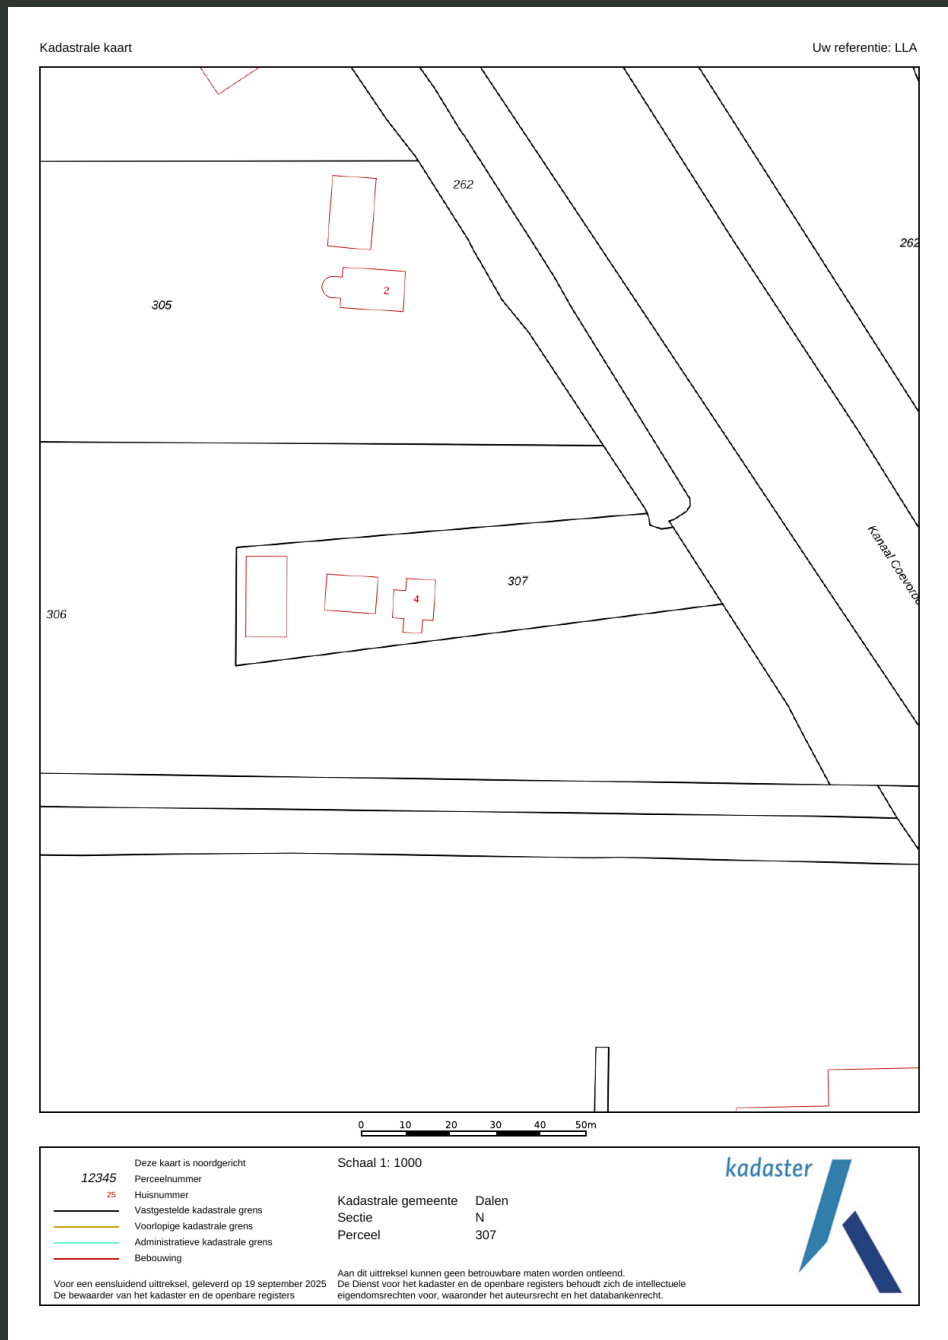 Kadastrale kaart
Uw referentie: LLA
262
262
305
2
Kanaal Coevorde
307
4
306
0 10 20 30 40 50m
Deze kaart is noordgericht
12345 Perceelnummer
25 Huisnummer
Vastgestelde kadastrale grens
Voorlopige kadastrale grens
Administratieve kadastrale grens
Bebouwing
Voor een eensluidend uittreksel, geleverd op 19 september 2025
De bewaarder van het kadaster en de openbare registers
Schaal 1: 1000
Kadastrale gemeente Dalen
Sectie N
Perceel 307
Aan dit uittreksel kunnen geen betrouwbare maten worden ontleend.
De Dienst voor het kadaster en de openbare registers behoudt zich de intellectuele
eigendomsrechten voor, waaronder het auteursrecht en het databankenrecht.
kadaster